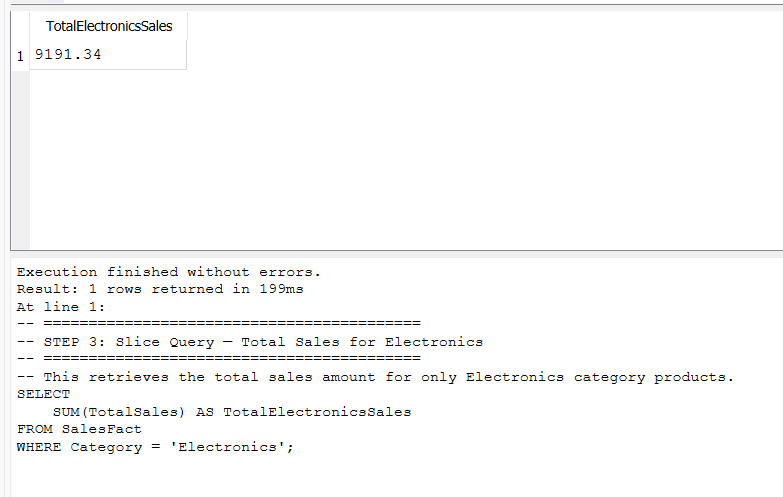 TotalElectronicsSales
1 9191.34
Execution finished without errors.
Result: 1 rows returned in 199ms
At line 1:
-- ==========================================
-- STEP 3: Slice Query — Total Sales for Electronics
-- ==========================================
-- This retrieves the total sales amount for only Electronics category products.
SELECT
    SUM(TotalSales) AS TotalElectronicsSales
FROM SalesFact
WHERE Category = 'Electronics';